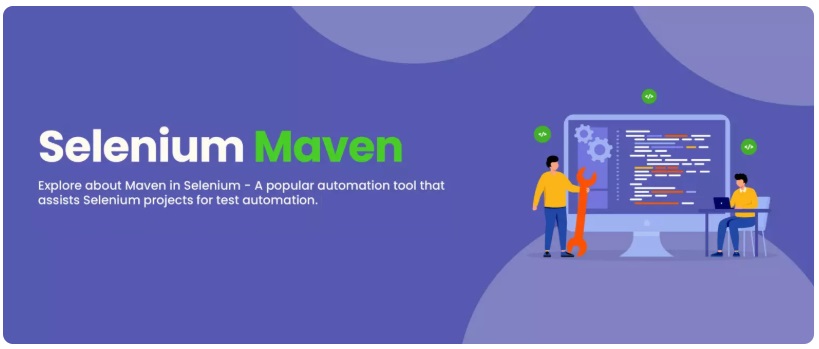 Selenium Maven
Explore about Maven in Selenium - A popular automation tool that
assists Selenium projects for test automation.
</>
</>
</>